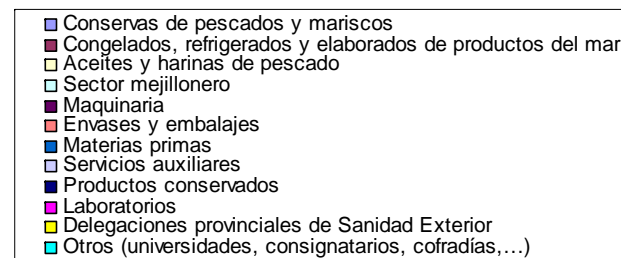 Conservas de pescados y mariscos
Congelados, refrigerados y elaborados de productos del mar
Aceites y harinas de pescado
Sector mejillonero
Maquinaria
Envases y embalajes
Materias primas
Servicios auxiliares
Productos conservados
Laboratorios
Delegaciones provinciales de Sanidad Exterior
Otros (universidades, consignatarios, cofradías,...)